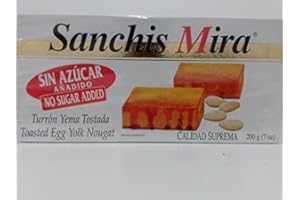 Sanchis Mira®
SIN AZÚCAR
AÑADIDO
NO SUGAR ADDED
Turrón Yema Tostada
Toasted Egg Yolk Nougat
CALIDAD SUPREMA
200 g (7 oz)